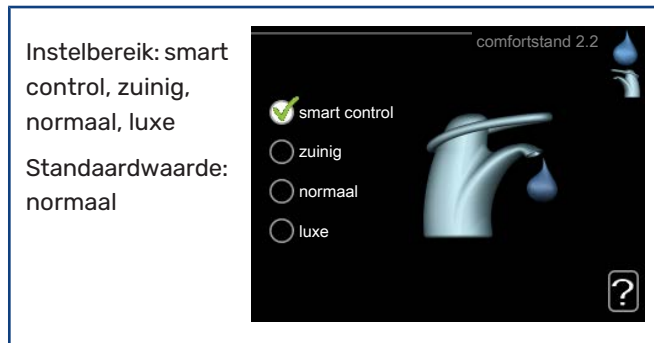 Instelbereik: smart
control, zuinig,
normaal, luxe
Standaardwaarde:
normaal
comfortstand 2.2
smart control
zuinig
normaal
luxe
?